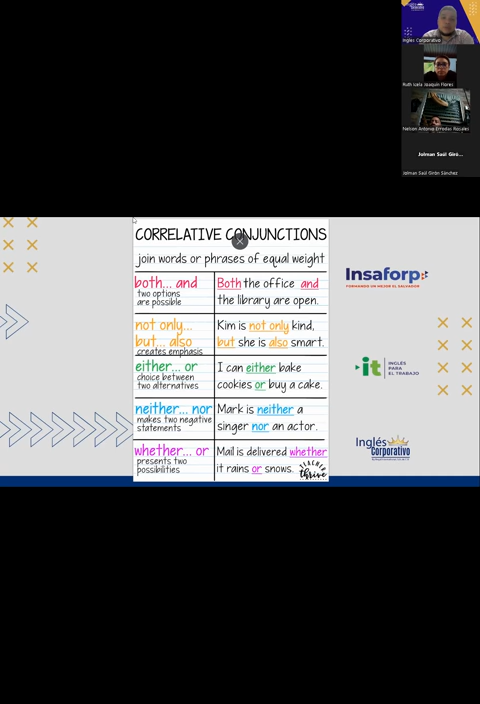 Inglés Corporativo
Ruth Icela Joaquin Flores
Nelson Antonio Errodas Rosales
Jolman Saúl Giró...
Jolman Saúl Girón Sánchez
CORRELATIVE CONJUNCTIONS
join words or phrases of equal weight
both... and
two options
are possible
Both the office and
the library are open.
not only...
but... also
creates emphasis
Kim is not only kind,
but she is also smart.
either... or
choice between
two alternatives
I can either bake
cookies or buy a cake.
neither... nor
makes two negative
statements
Mark is neither a
singer nor an actor.
whether... or
presents two
possibilities
Mail is delivered whether
it rains or snows.
TEACHER
thrive
Insaforp
FORMANDO UN MEJOR EL SALVADOR
it
INGLÉS
PARA
EL TRABAJO
Inglés
Corporativo